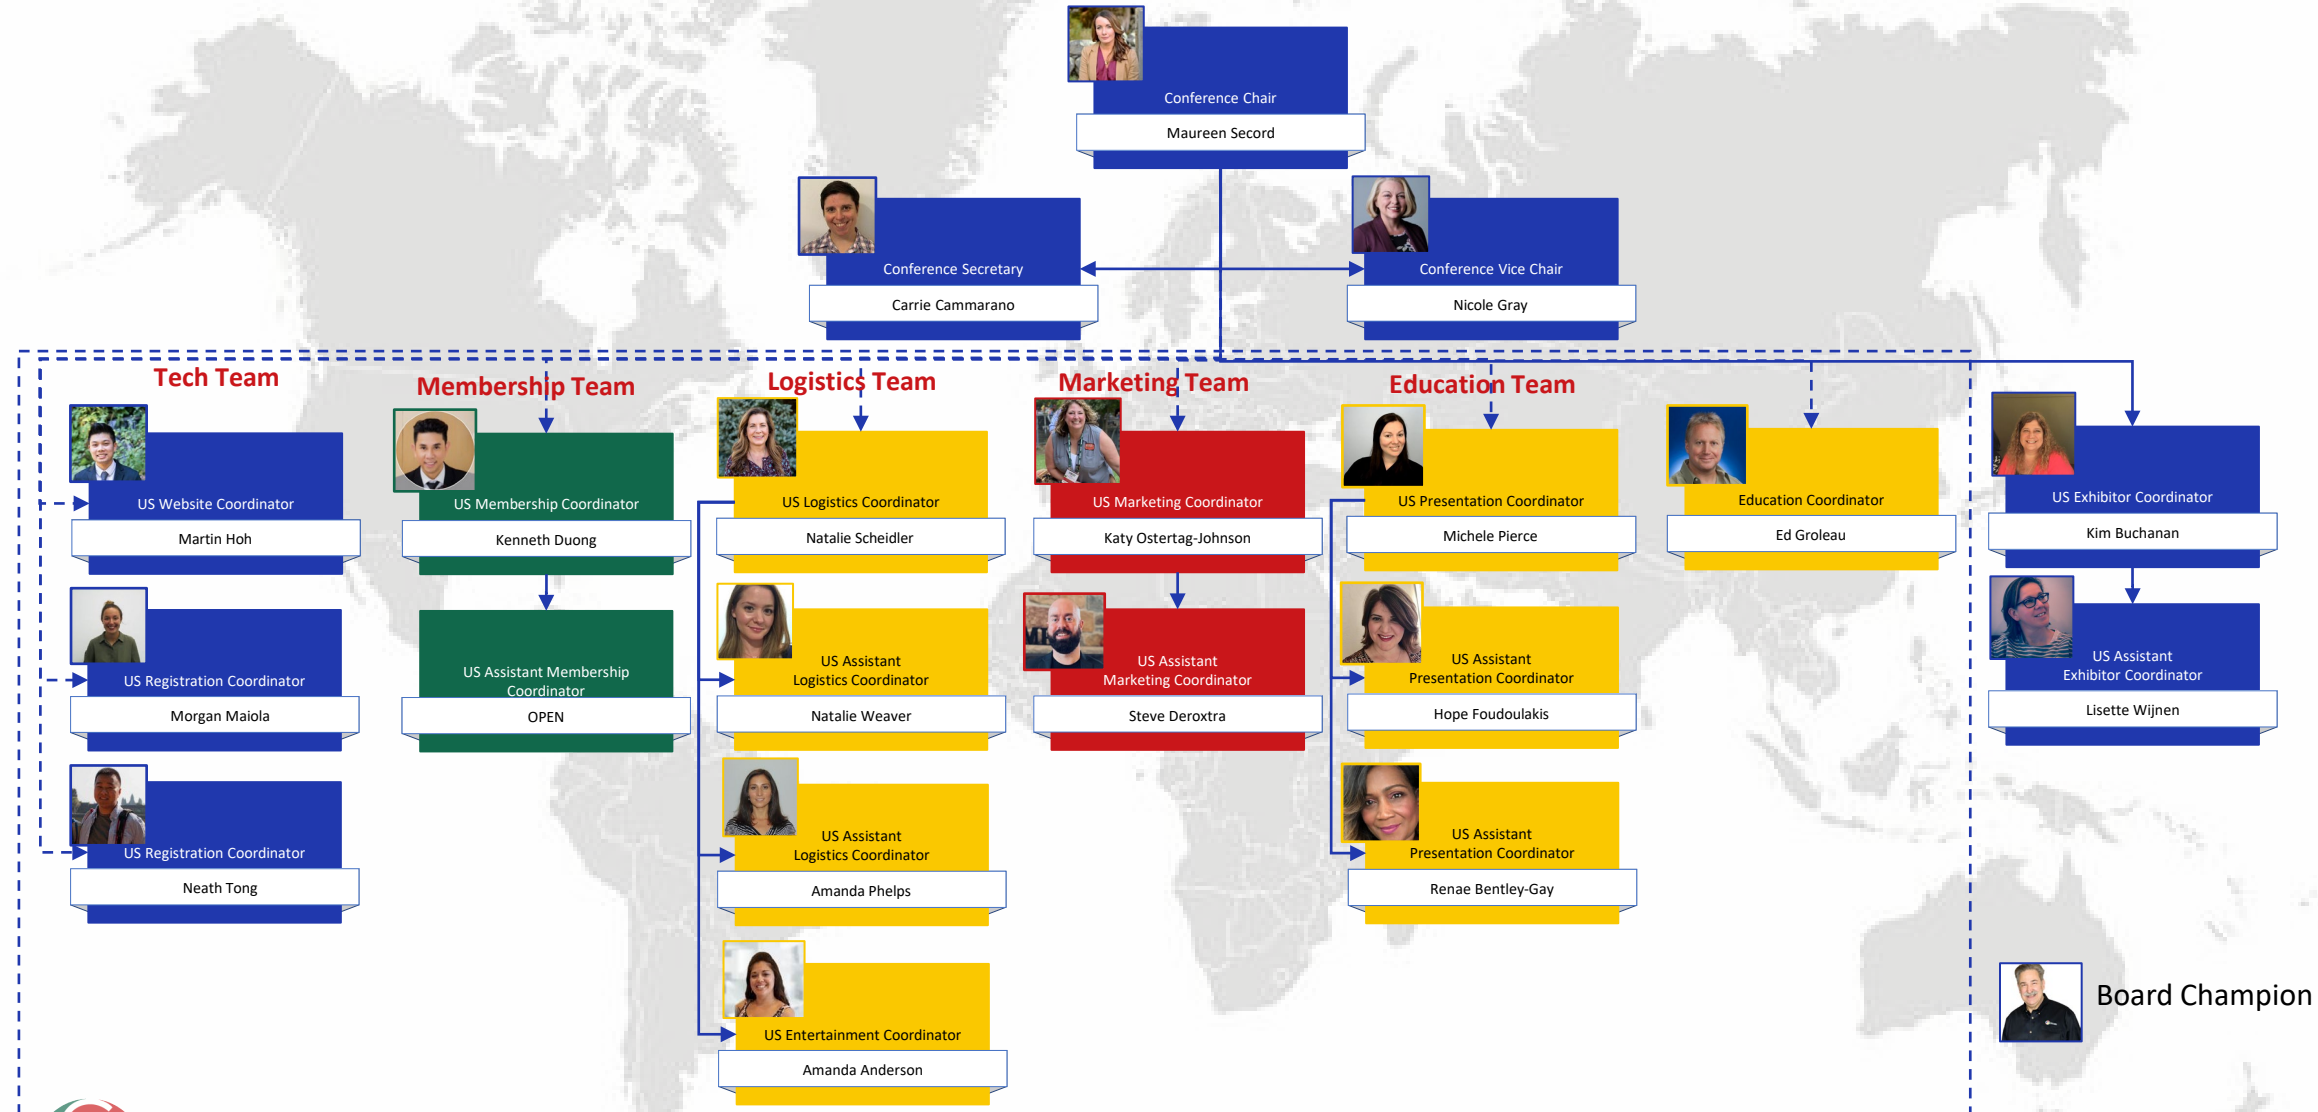 Conference Chair
Maureen Secord
Conference Secretary
Carrie Cammarano
Conference Vice Chair
Nicole Gray
Tech Team
US Website Coordinator
Martin Hoh
US Registration Coordinator
Morgan Maiola
US Registration Coordinator
Neath Tong
Membership Team
US Membership Coordinator
Kenneth Duong
US Assistant Membership
Coordinator
OPEN
Logistics Team
US Logistics Coordinator
Natalie Scheidler
US Assistant
Logistics Coordinator
Natalie Weaver
US Assistant
Logistics Coordinator
Amanda Phelps
US Entertainment Coordinator
Amanda Anderson
Marketing Team
US Marketing Coordinator
Katy Ostertag-Johnson
US Assistant
Marketing Coordinator
Steve Deroxtra
Education Team
US Presentation Coordinator
Michele Pierce
US Assistant
Presentation Coordinator
Hope Foudoulakis
US Assistant
Presentation Coordinator
Renae Bentley-Gay
Education Coordinator
Ed Groleau
US Exhibitor Coordinator
Kim Buchanan
US Assistant
Exhibitor Coordinator
Lisette Wijnen
Board Champion